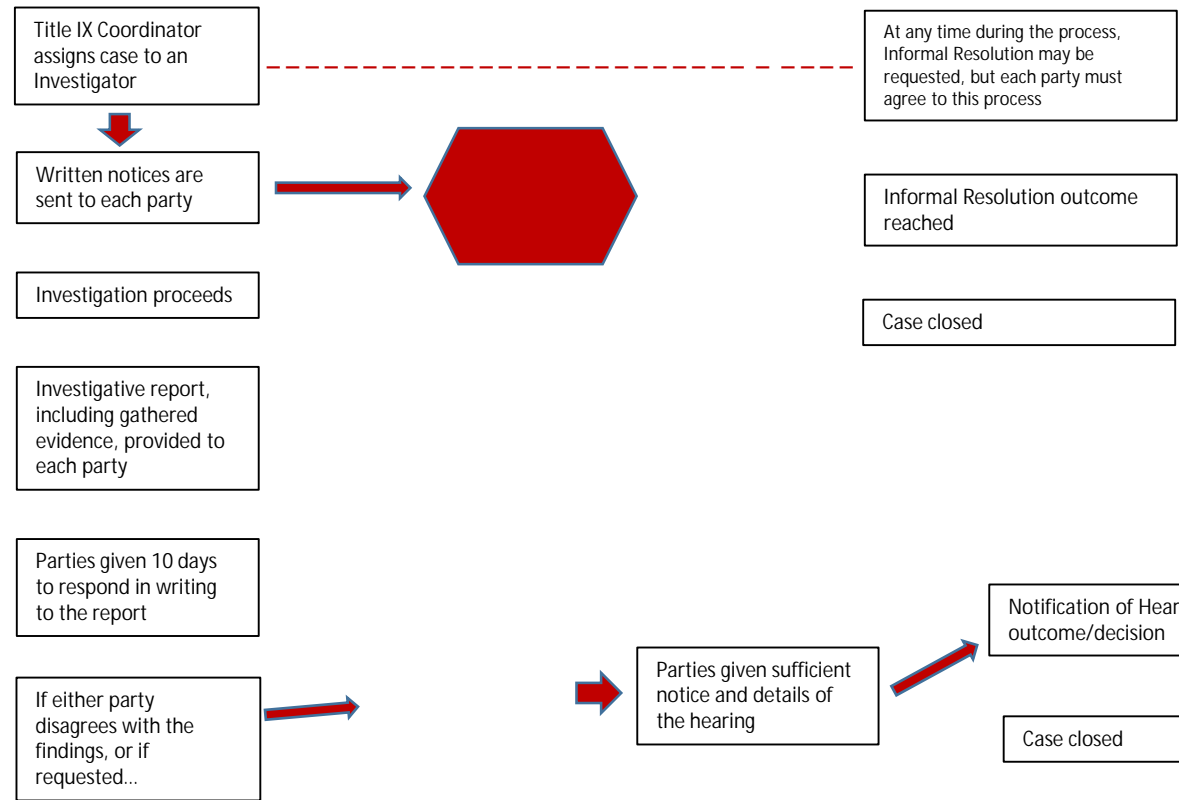 Title IX Coordinator
assigns case to an
Investigator
At any time during the process,
Informal Resolution may be
requested, but each party must
agree to this process
Written notices are
sent to each party
Informal Resolution outcome
reached
Investigation proceeds
Case closed
Investigative report,
including gathered
evidence, provided to
each party
Parties given 10 days
to respond in writing
to the report
If either party
disagrees with the
findings, or if
requested...
Parties given sufficient
notice and details of
the hearing
Notification of Hear
outcome/decision
Case closed